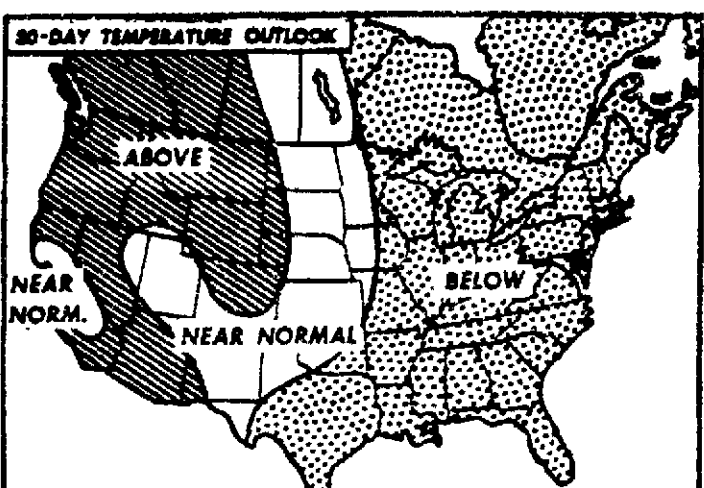 30-DAY TEMPERATURE OUTLOOK
ABOVE
NEAR
NORM.
BELOW
NEAR NORMAL